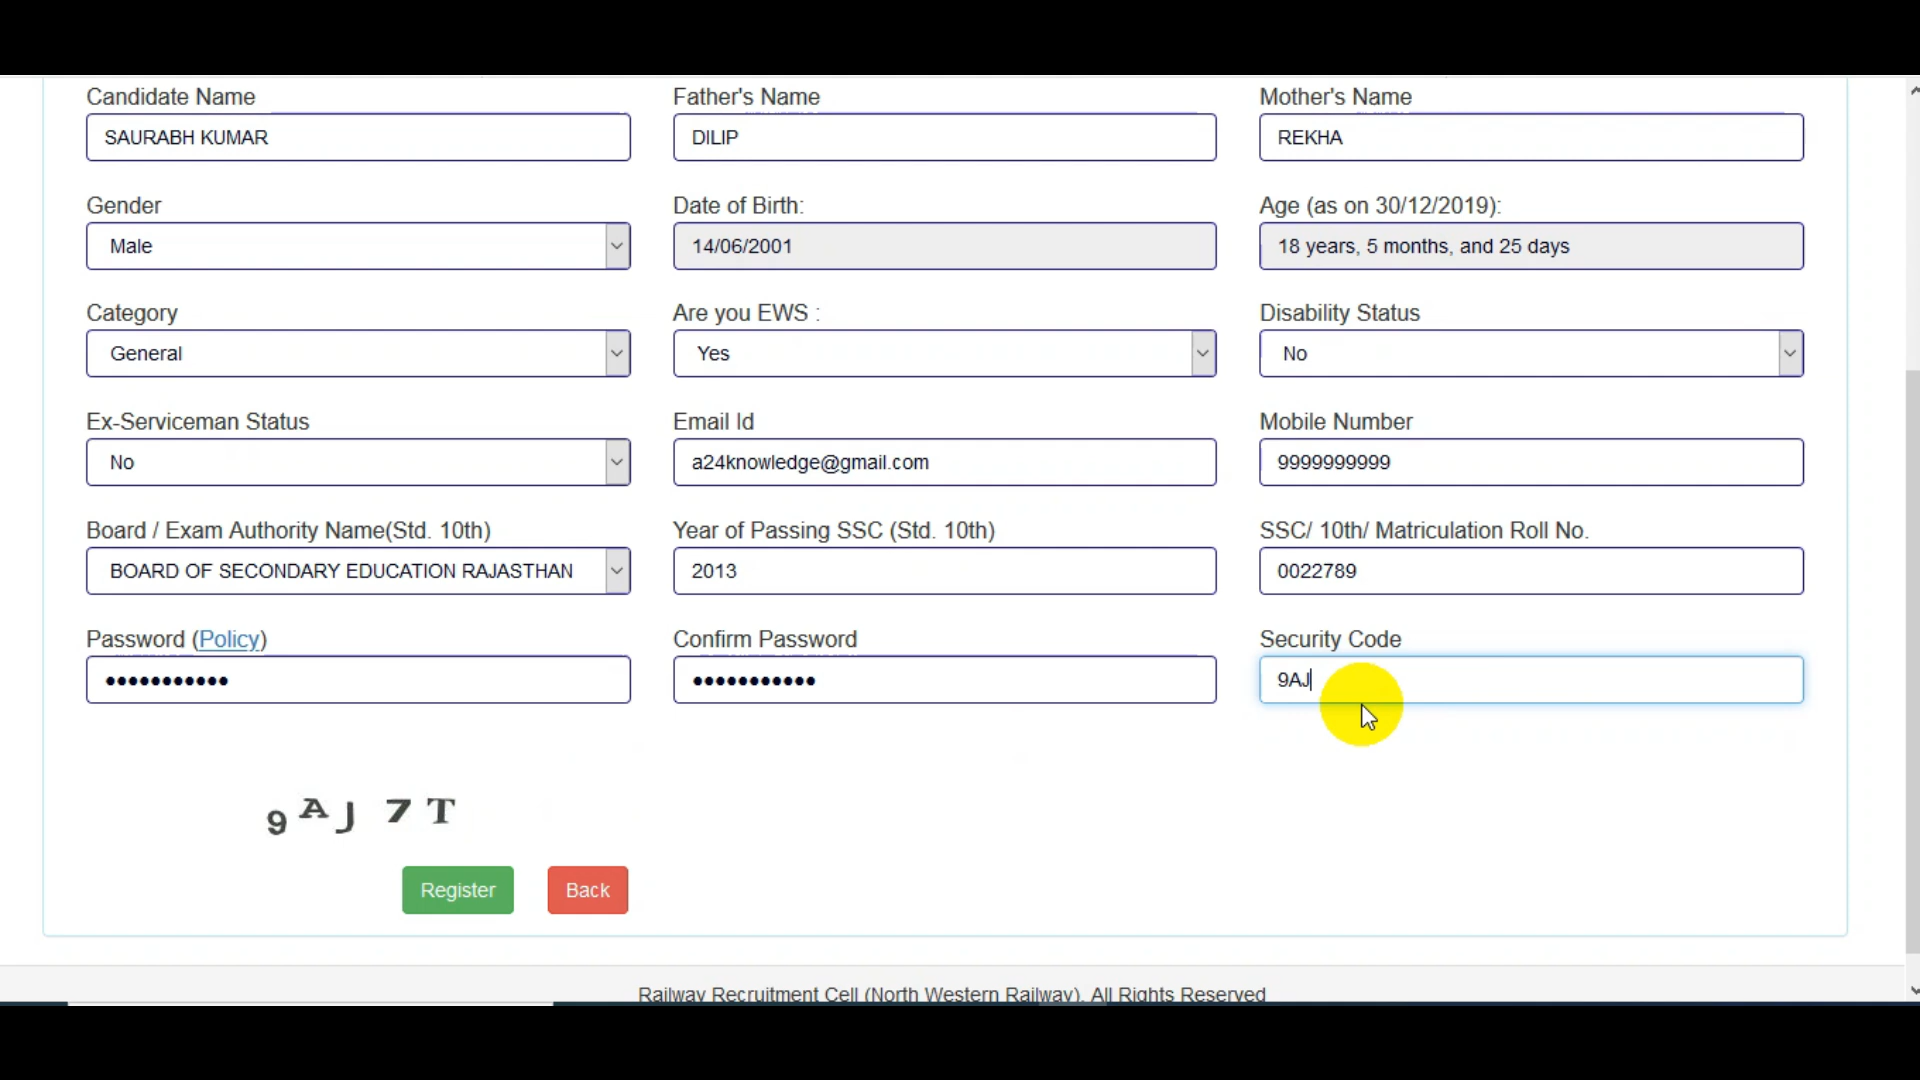 Candidate Name Father's Name Mother's Name
SAURABH KUMAR DILIP REKHA
Gender Date of Birth: Age (as on 30/12/2019):
Male 14/06/2001 18 years, 5 months, and 25 days
Category Are you EWS : Disability Status
General Yes No
Ex-Serviceman Status Email Id Mobile Number
No a24knowledge@gmail.com 9999999999
Board / Exam Authority Name(Std. 10th) Year of Passing SSC (Std. 10th) SSC/ 10th/ Matriculation Roll No.
BOARD OF SECONDARY EDUCATION RAJASTHAN 2013 0022789
Password (Policy) Confirm Password Security Code
●●●●●●●●●●● ●●●●●●●●●●● 9AJ
9 A J 7 T
Register Back
Railway Recruitment Cell (North Western Railway). All Rights Reserved